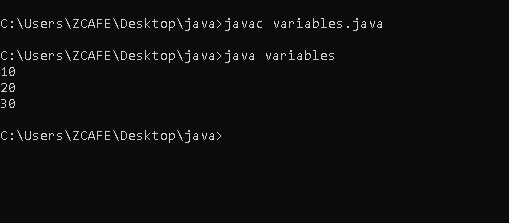 C:\Users\ZCAFE\Desktop\java>javac variables.java
C:\Users\ZCAFE\Desktop\java>java variables
10
20
30
C:\Users\ZCAFE\Desktop\java>